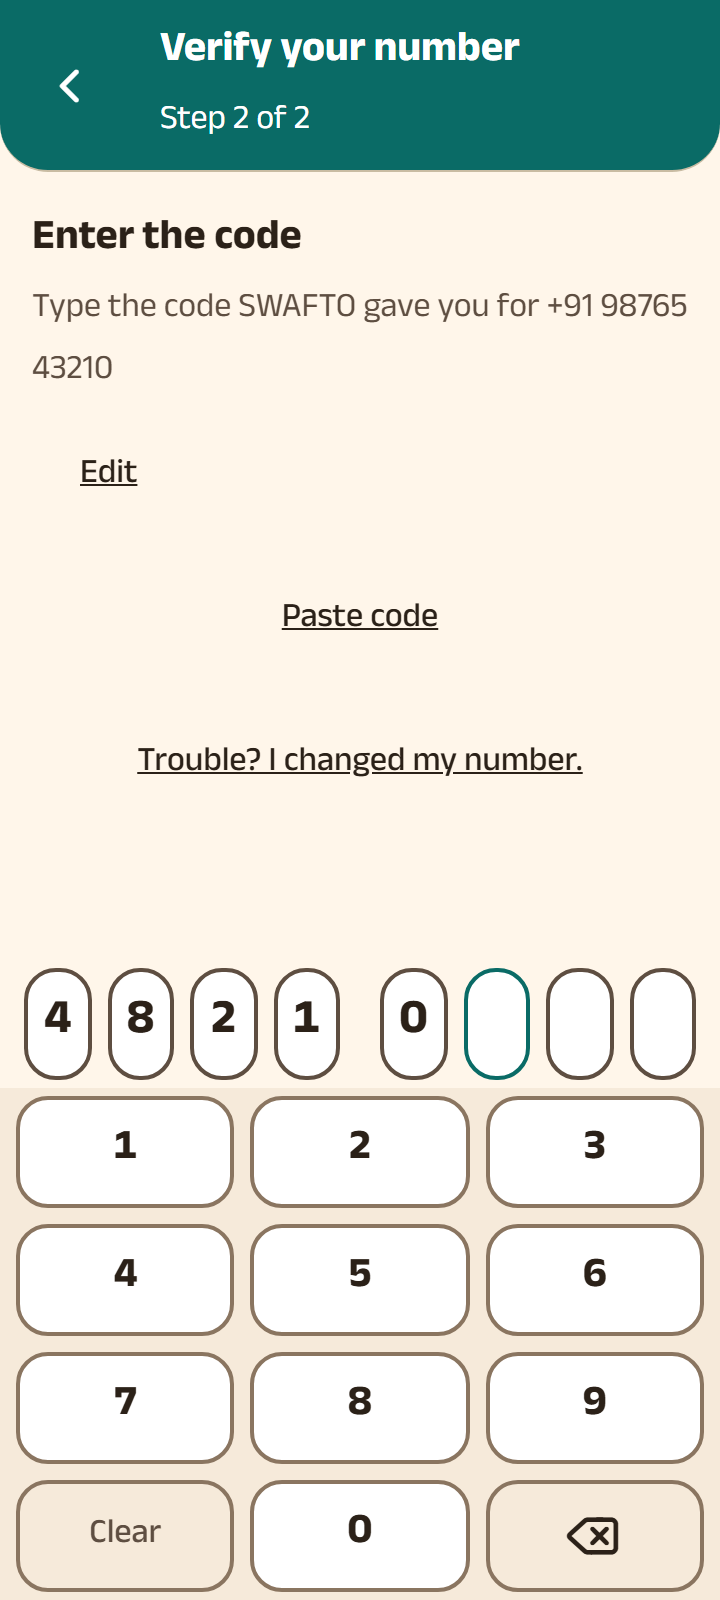 Verify your number
Step 2 of 2
Enter the code
Type the code SWAFTO gave you for +91 98765
43210
Edit
Paste code
Trouble? I changed my number.
4 8 2 1 0
1 2 3
4 5 6
7 8 9
Clear 0